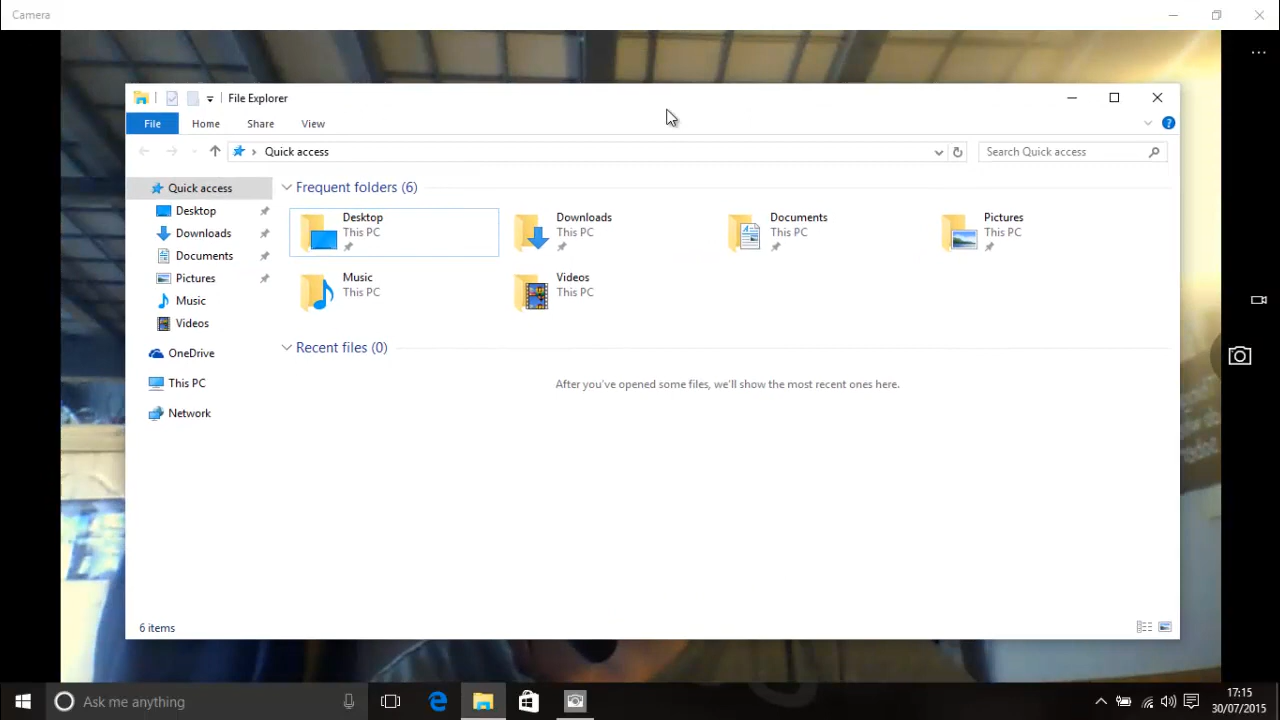 Camera
File Explorer
File Home Share View
Quick access
Search Quick access
Quick access
Desktop
Downloads
Documents
Pictures
Music
Videos
OneDrive
This PC
Network
Frequent folders (6)
Desktop
This PC
Downloads
This PC
Documents
This PC
Pictures
This PC
Music
This PC
Videos
This PC
Recent files (0)
After you've opened some files, we'll show the most recent ones here.
6 items
Ask me anything
17:15
30/07/2015